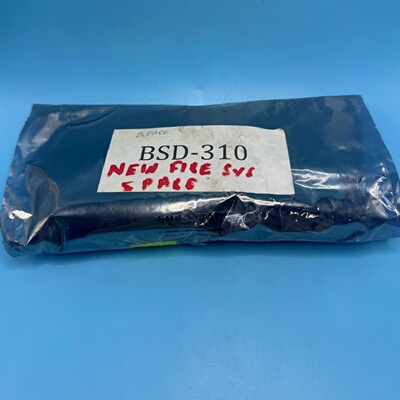 SPARE
BSD-310
NEW FIRE SYS
SPARE